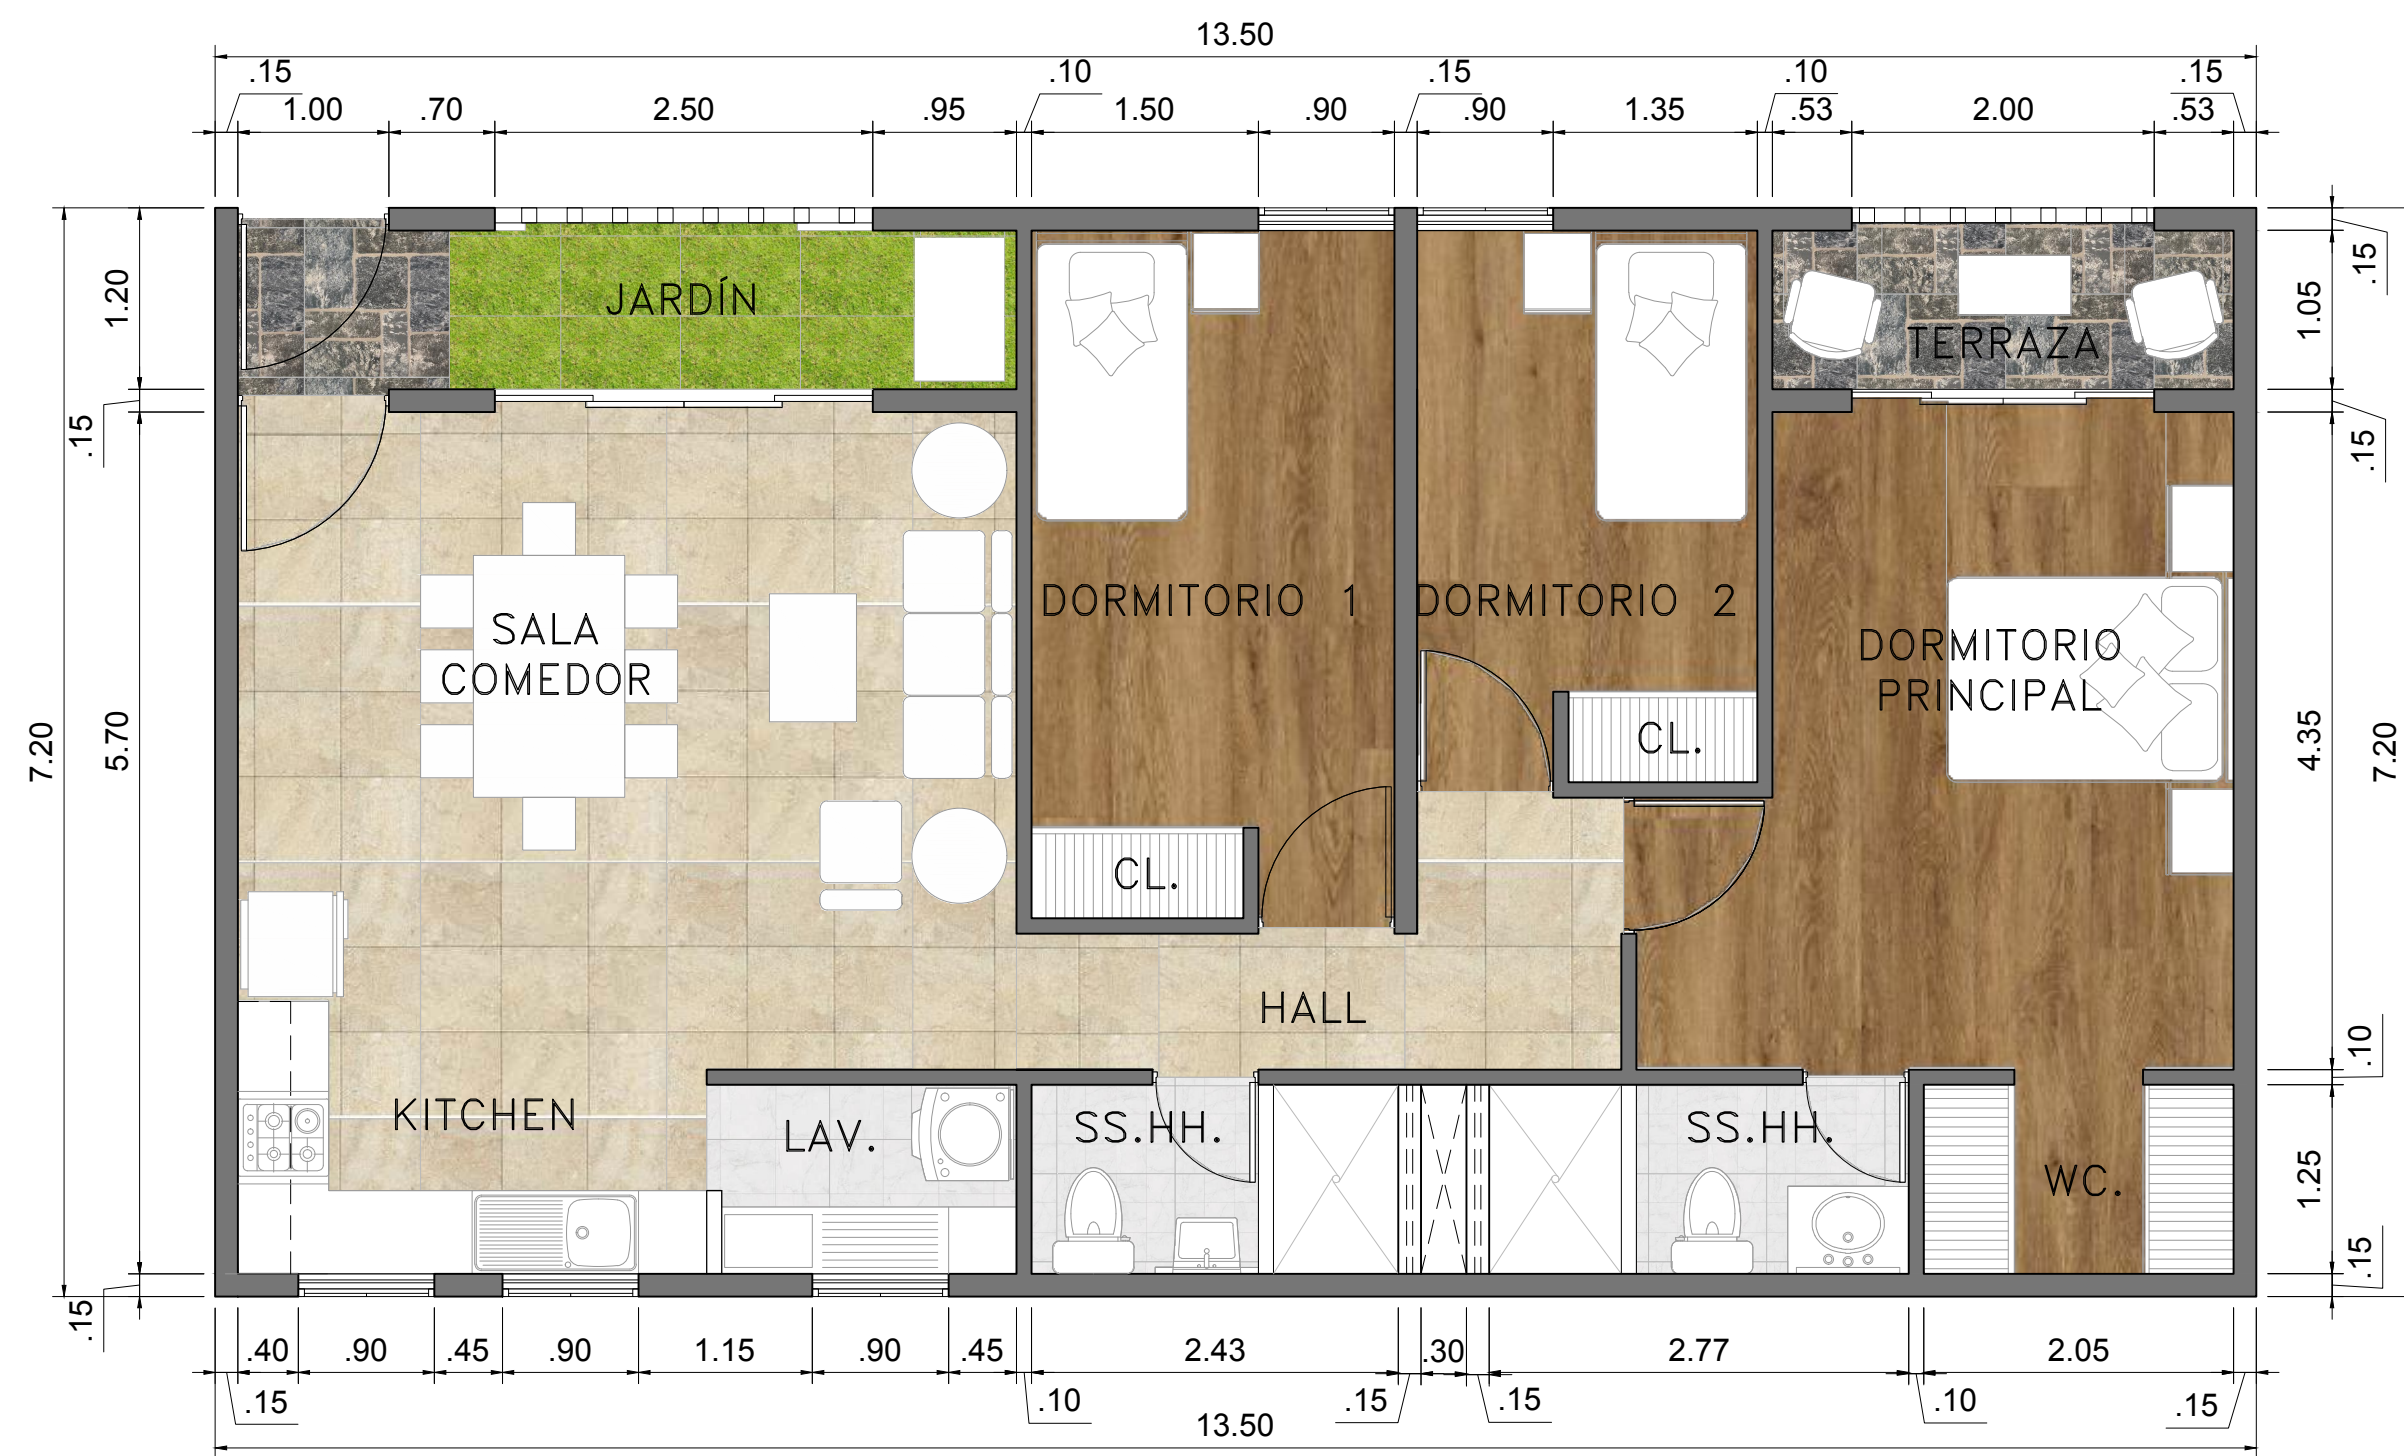 13.50
.15 .10 .15 .10 .15
1.00 .70 2.50 .95 1.50 .90 .90 1.35 .53 2.00 .53
1.20
.15
5.70
7.20
.15
.15
1.05
.15
4.35
7.20
.10
1.25
.15
JARDÍN
TERRAZA
SALA
COMEDOR
DORMITORIO 1
DORMITORIO 2
DORMITORIO
PRINCIPAL
CL.
CL.
HALL
KITCHEN
LAV.
SS.HH.
SS.HH.
WC.
.40 .90 .45 .90 1.15 .90 .45 2.43 .30 2.77 2.05
.15 .10 .15 .15 .10 .15
13.50